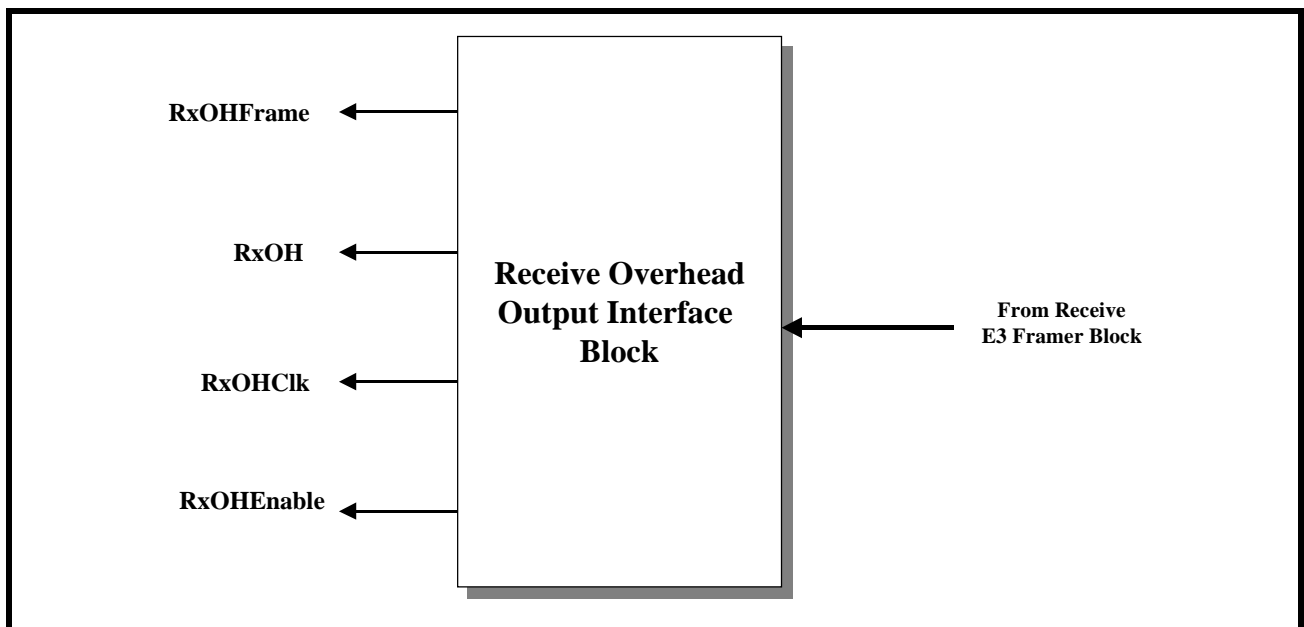 RxOHFrame
RxOH
RxOHClk
RxOHEnable
Receive Overhead
Output Interface
Block
From Receive
E3 Framer Block